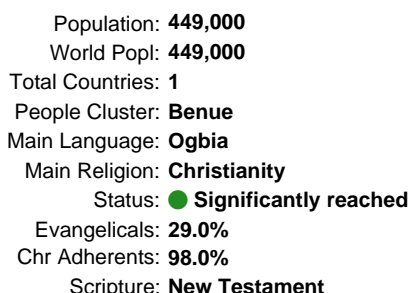 Population: 449,000
World Popl: 449,000
Total Countries: 1
People Cluster: Benue
Main Language: Ogbia
Main Religion: Christianity
Status: Significantly reached
Evangelicals: 29.0%
Chr Adherents: 98.0%
Scripture: New Testament